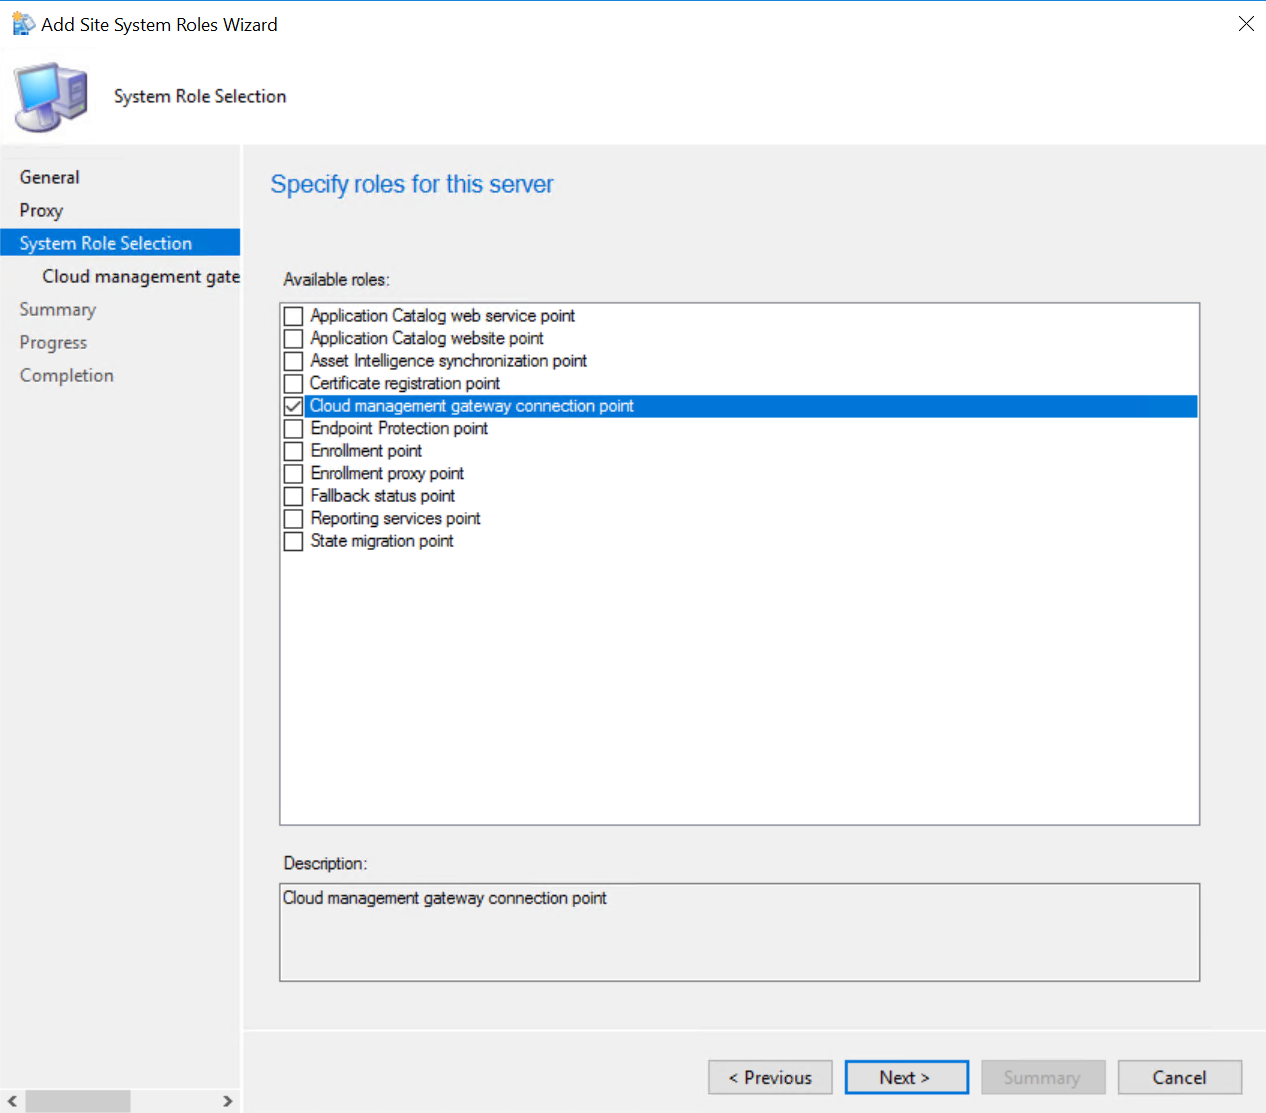 Add Site System Roles Wizard
System Role Selection
General
Proxy
System Role Selection
Cloud management gate
Summary
Progress
Completion
Specify roles for this server
Available roles:
Application Catalog web service point
Application Catalog website point
Asset Intelligence synchronization point
Certificate registration point
Cloud management gateway connection point
Endpoint Protection point
Enrollment point
Enrollment proxy point
Fallback status point
Reporting services point
State migration point
Description:
Cloud management gateway connection point
< Previous
Next >
Summary
Cancel